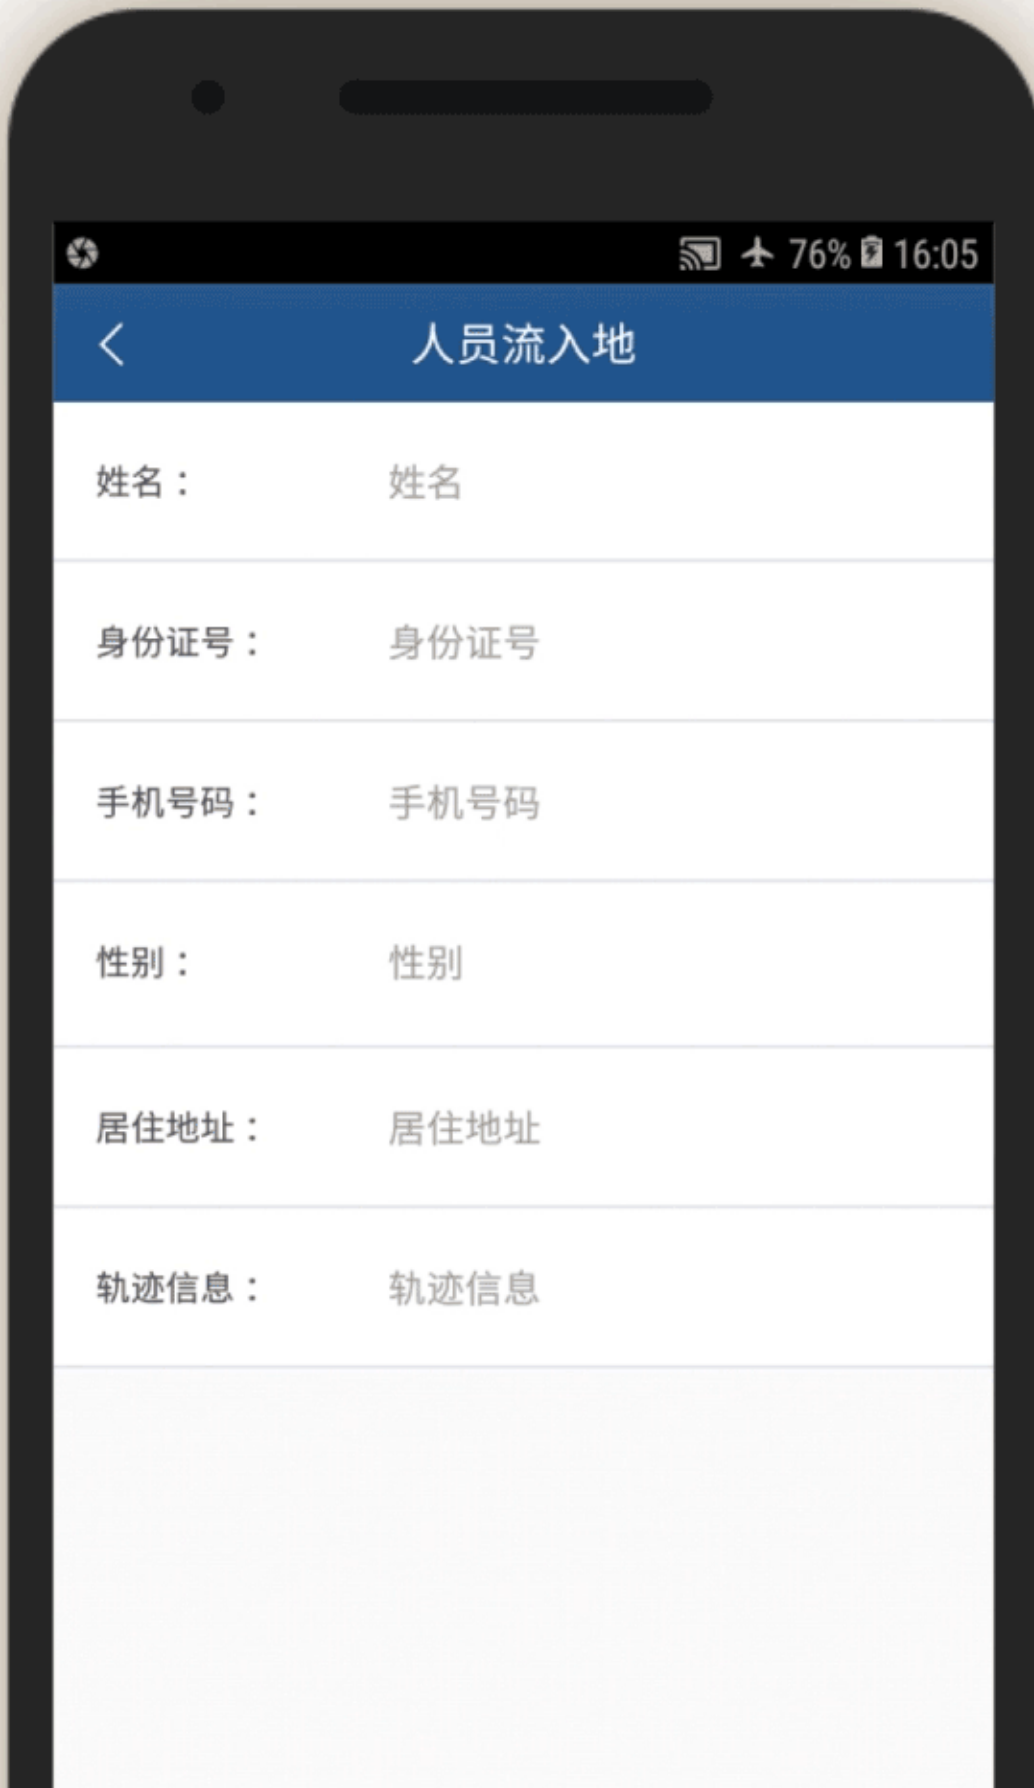 76% 16:05
人员流入地
姓名： 姓名
身份证号： 身份证号
手机号码： 手机号码
性别： 性别
居住地址： 居住地址
轨迹信息： 轨迹信息